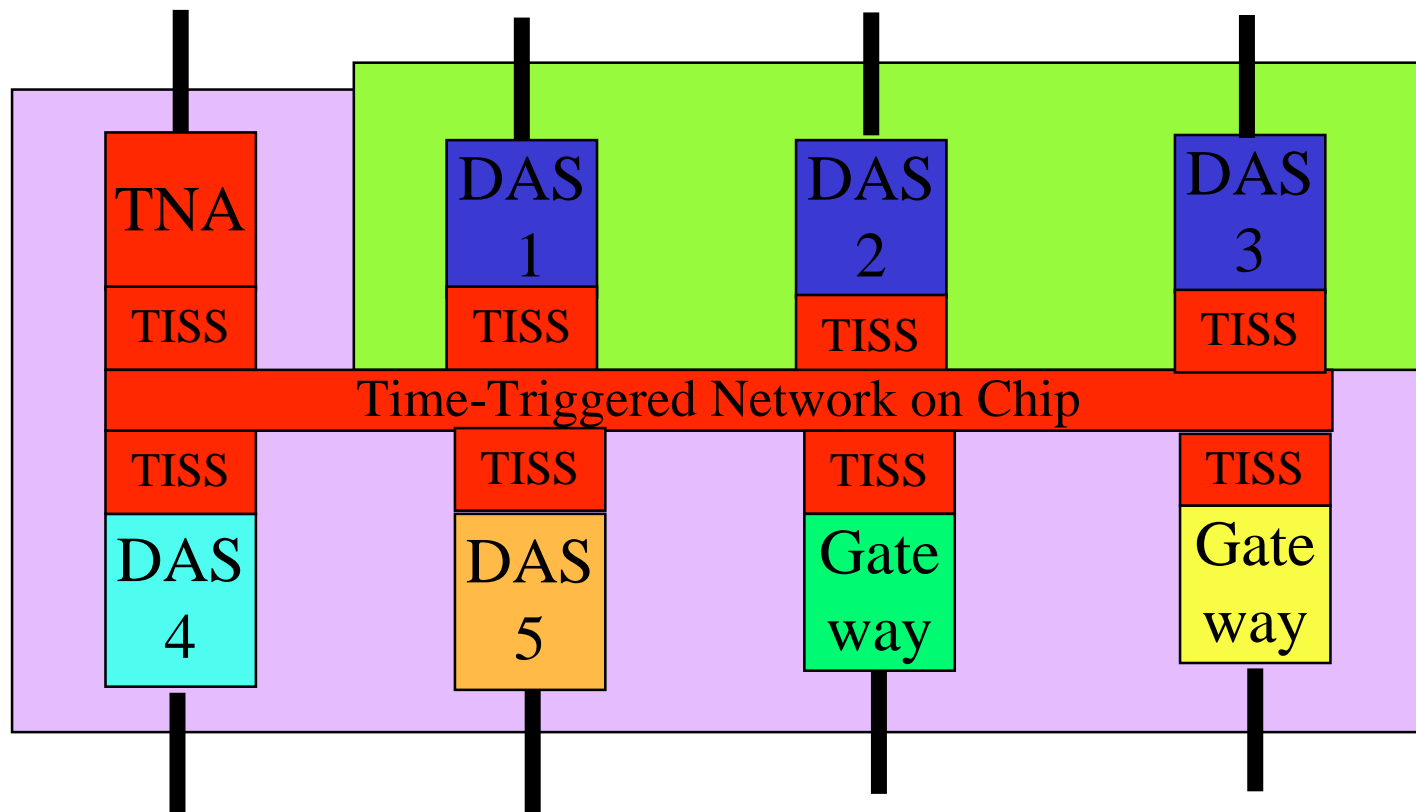 TNA
DAS
1
DAS
2
DAS
3
TISS
TISS
TISS
TISS
Time-Triggered Network on Chip
TISS
TISS
TISS
TISS
DAS
4
DAS
5
Gate
way
Gate
way